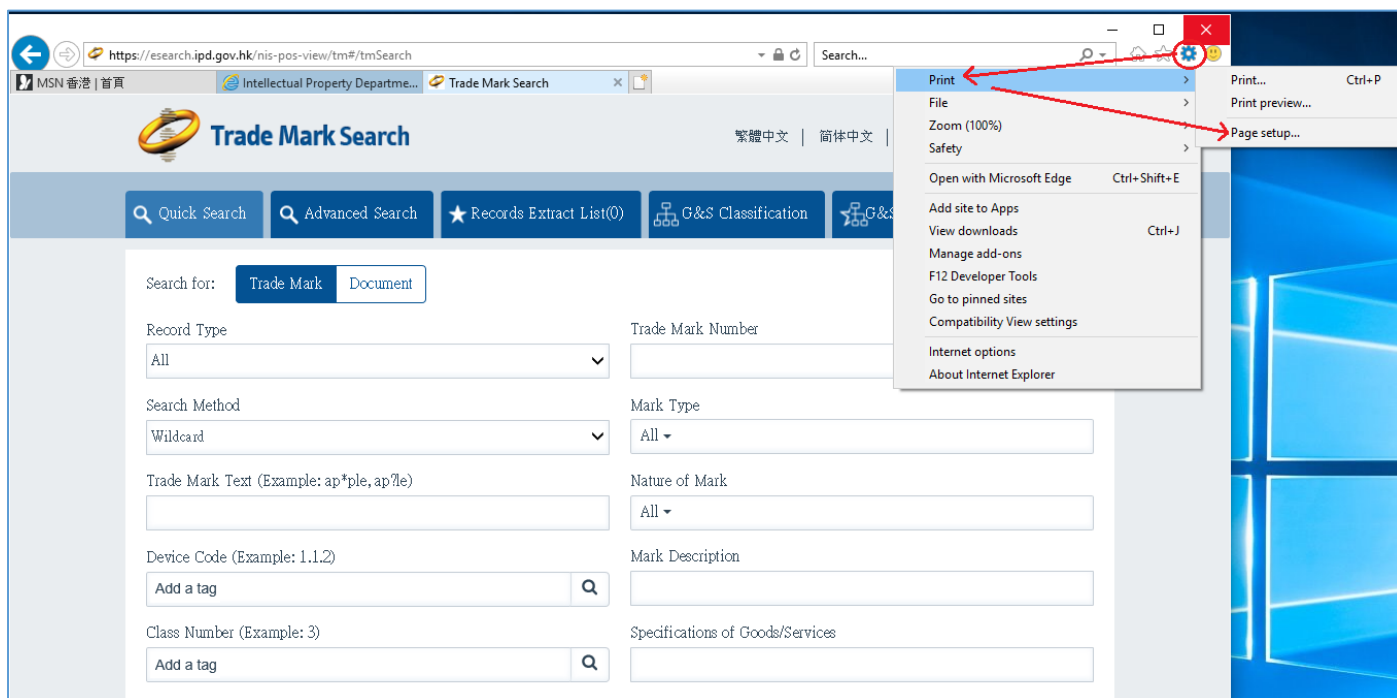 https://esearch.ipd.gov.hk/nis-pos-view/tm#/tmSearch
Search...
MSN 香港 | 首頁
Intellectual Property Departme...
Trade Mark Search
Trade Mark Search
繁體中文 | 简体中文 |
Quick Search
Advanced Search
Records Extract List(0)
G&S Classification
G&S
Search for:
Trade Mark
Document
Record Type
All
Trade Mark Number
Search Method
Wildcard
Mark Type
All
Trade Mark Text (Example: ap*ple, ap?le)
Nature of Mark
All
Device Code (Example: 1.1.2)
Add a tag
Mark Description
Class Number (Example: 3)
Add a tag
Specifications of Goods/Services
Print
File
Zoom (100%)
Safety
Open with Microsoft Edge Ctrl+Shift+E
Add site to Apps
View downloads Ctrl+J
Manage add-ons
F12 Developer Tools
Go to pinned sites
Compatibility View settings
Internet options
About Internet Explorer
Print... Ctrl+P
Print preview...
Page setup...